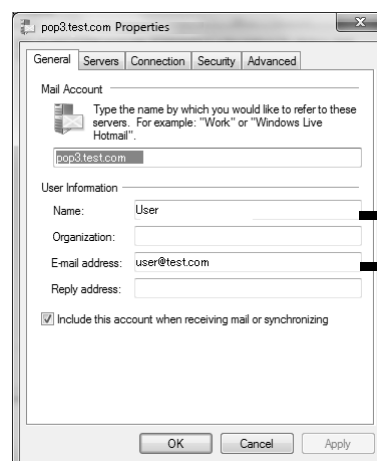 pop3.test.com Properties
General Servers Connection Security Advanced
Mail Account
Type the name by which you would like to refer to these
servers. For example: "Work" or "Windows Live
Hotmail".
pop3.test.com
User Information
Name: User
Organization:
E-mail address: user@test.com
Reply address:
Include this account when receiving mail or synchronizing
OK Cancel Apply